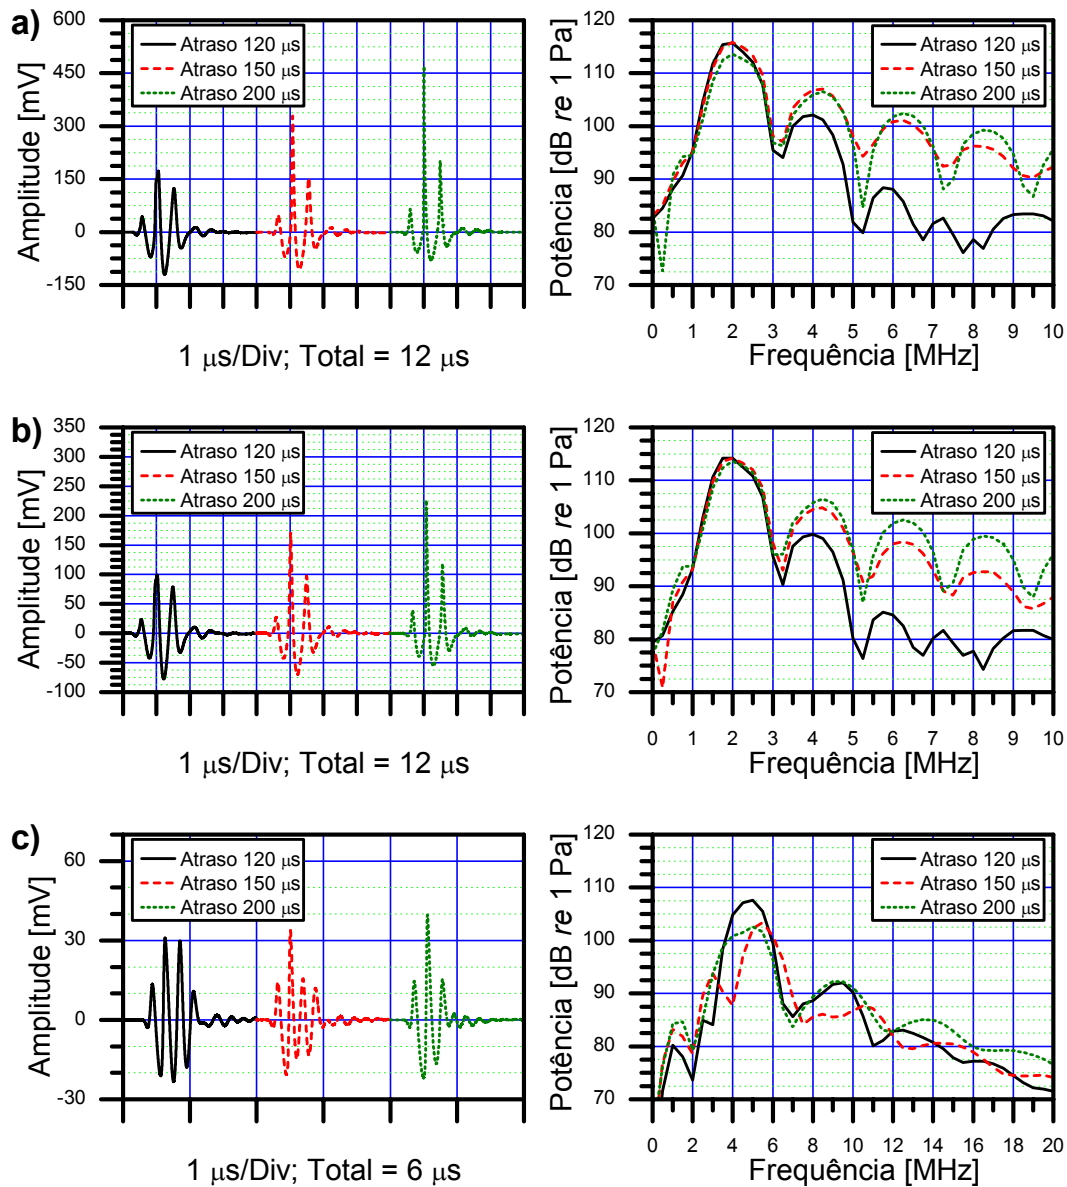 a)
Amplitude [mV]
600
450
300
150
0
-150
Atraso 120 μs
Atraso 150 μs
Atraso 200 μs
1 μs/Div; Total = 12 μs
Potência [dB re 1 Pa]
120
110
100
90
80
70
Atraso 120 μs
Atraso 150 μs
Atraso 200 μs
0 1 2 3 4 5 6 7 8 9 10
Frequência [MHz]
b)
Amplitude [mV]
350
300
250
200
150
100
50
0
-50
-100
Atraso 120 μs
Atraso 150 μs
Atraso 200 μs
1 μs/Div; Total = 12 μs
Potência [dB re 1 Pa]
120
110
100
90
80
70
Atraso 120 μs
Atraso 150 μs
Atraso 200 μs
0 1 2 3 4 5 6 7 8 9 10
Frequência [MHz]
c)
Amplitude [mV]
60
30
0
-30
Atraso 120 μs
Atraso 150 μs
Atraso 200 μs
1 μs/Div; Total = 6 μs
Potência [dB re 1 Pa]
120
110
100
90
80
70
Atraso 120 μs
Atraso 150 μs
Atraso 200 μs
0 2 4 6 8 10 12 14 16 18 20
Frequência [MHz]